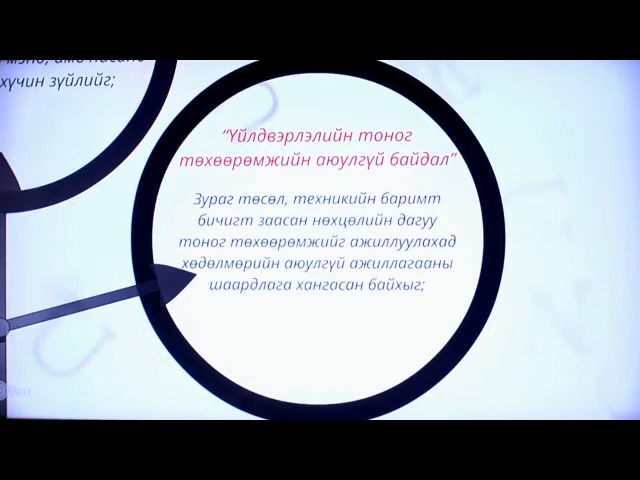 хүчин зүйлийг;
“Үйлдвэрлэлийн тоног
төхөөрөмжийн аюулгүй байдал”
Зураг төсөл, техникийн баримт
бичигт заасан нөхцөлийн дагуу
тоног төхөөрөмжийг ажиллуулахад
хөдөлмөрийн аюулгүй ажиллагааны
шаардлага хангасан байхыг;